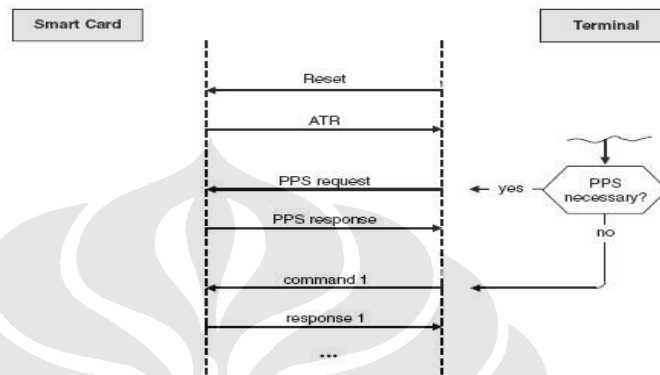 Smart Card
Terminal
Reset
ATR
PPS request
yes
PPS
necessary?
PPS response
no
command 1
response 1
...